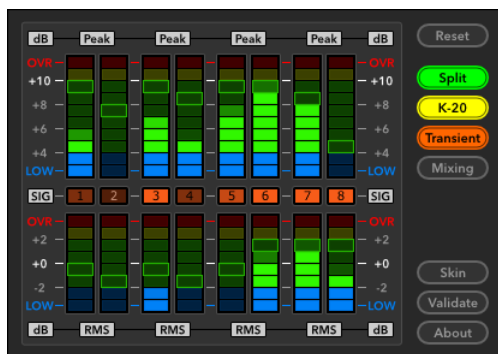 dB Peak Peak Peak Peak dB Reset
OVR OVR
+10 +10 Split
+8 +8 K-20
+6 +6 Transient
+4 +4
LOW LOW Mixing
SIG 1 2 3 4 5 6 7 8 SIG
OVR OVR
+2 +2
+0 +0 Skin
-2 -2
LOW LOW Validate
dB RMS RMS RMS RMS dB About